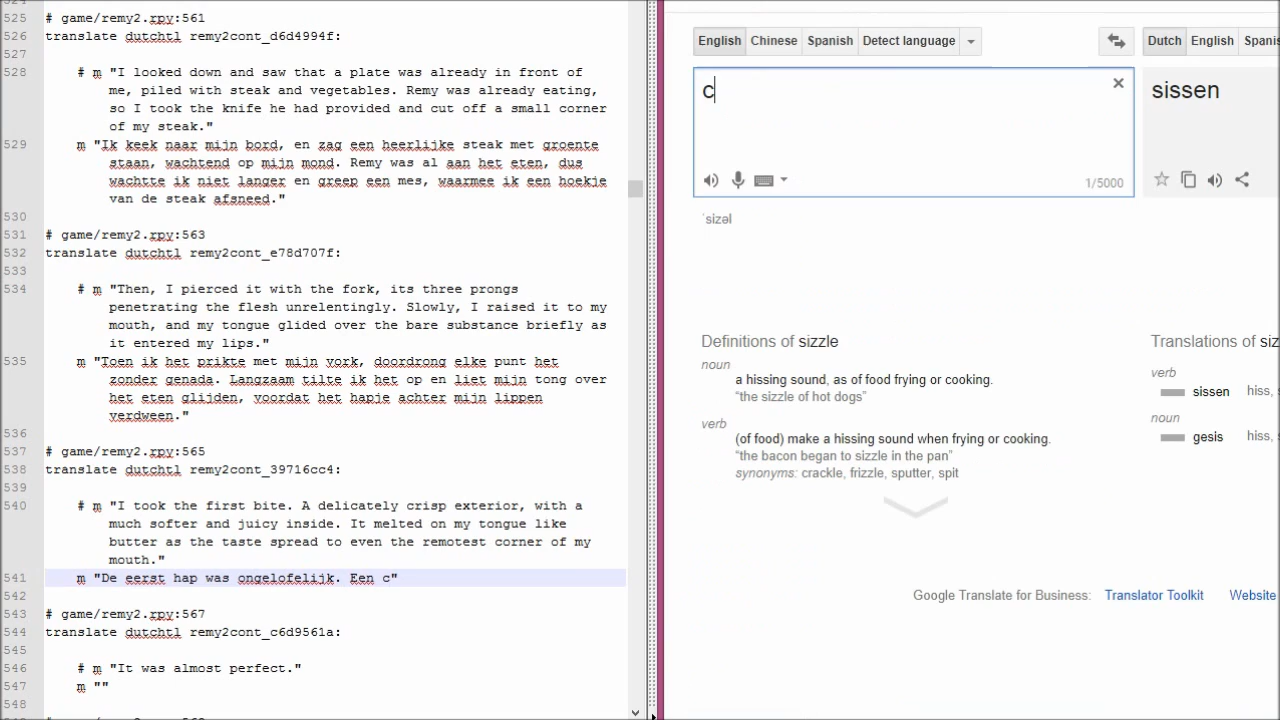 525 # game/remy2.rpy:561
526 translate dutchtl remy2cont_d6d4994f:
527
528 # m "I looked down and saw that a plate was already in front of
me, piled with steak and vegetables. Remy was already eating,
so I took the knife he had provided and cut off a small corner
of my steak."
529 m "Ik keek naar mijn bord, en zag een heerlijke steak met groente
staan, wachtend op mijn mond. Remy was al aan het eten, dus
wachtte ik niet langer en greep een mes, waarmee ik een hoekje
van de steak afsneed."
530
531 # game/remy2.rpy:563
532 translate dutchtl remy2cont_e78d707f:
533
534 # m "Then, I pierced it with the fork, its three prongs
penetrating the flesh unrelentingly. Slowly, I raised it to my
mouth, and my tongue glided over the bare substance briefly as
it entered my lips."
535 m "Toen ik het prikte met mijn vork, doordrong elke punt het
zonder genada. Langzaam tilte ik het op en liet mijn tong over
het eten glijden, voordat het hapje achter mijn lippen
verdween."
536
537 # game/remy2.rpy:565
538 translate dutchtl remy2cont_39716cc4:
539
540 # m "I took the first bite. A delicately crisp exterior, with a
much softer and juicy inside. It melted on my tongue like
butter as the taste spread to even the remotest corner of my
mouth."
541 m "De eerst hap was ongelofelijk. Een c"
542
543 # game/remy2.rpy:567
544 translate dutchtl remy2cont_c6d9561a:
545
546 # m "It was almost perfect."
547 m ""
548
English Chinese Spanish Detect language
Dutch English
c
sissen
1/5000
ˈsizəl
Definitions of sizzle
noun
a hissing sound, as of food frying or cooking.
"the sizzle of hot dogs"
verb
(of food) make a hissing sound when frying or cooking.
"the bacon began to sizzle in the pan"
synonyms: crackle, frizzle, sputter, spit
Translations of
verb
sissen hiss,
noun
gesis hiss,
Google Translate for Business: Translator Toolkit Website